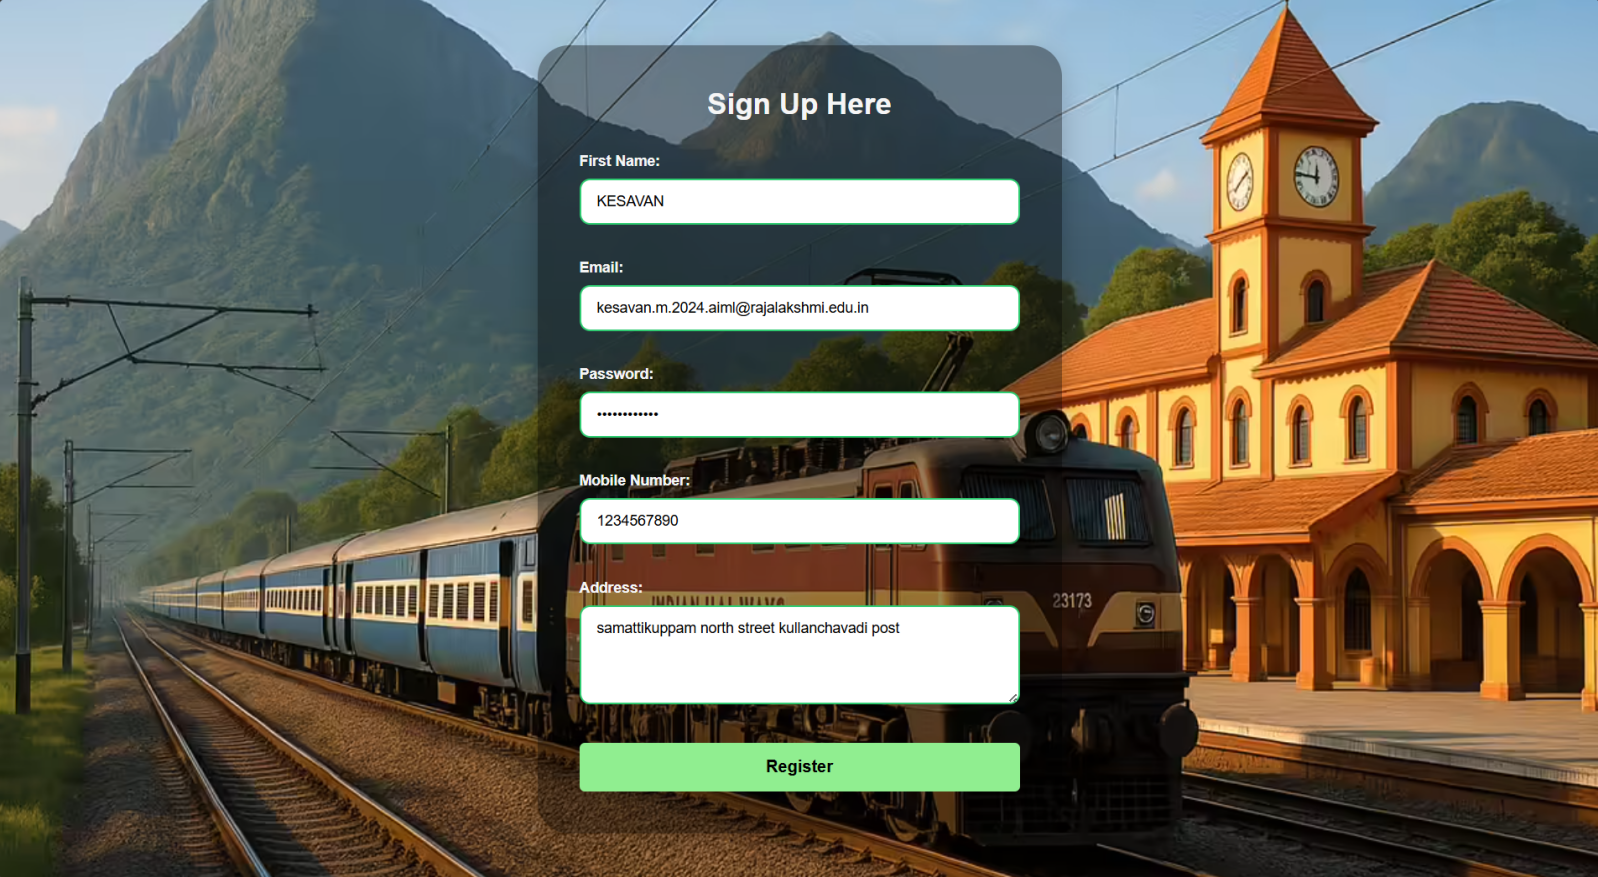 Sign Up Here
First Name:
KESAVAN
Email:
kesavan.m.2024.aiml@rajalakshmi.edu.in
Password:
••••••••••••
Mobile Number:
1234567890
Address:
INDIAN
23173
samattikuppam north street kullanchavadi post
Register